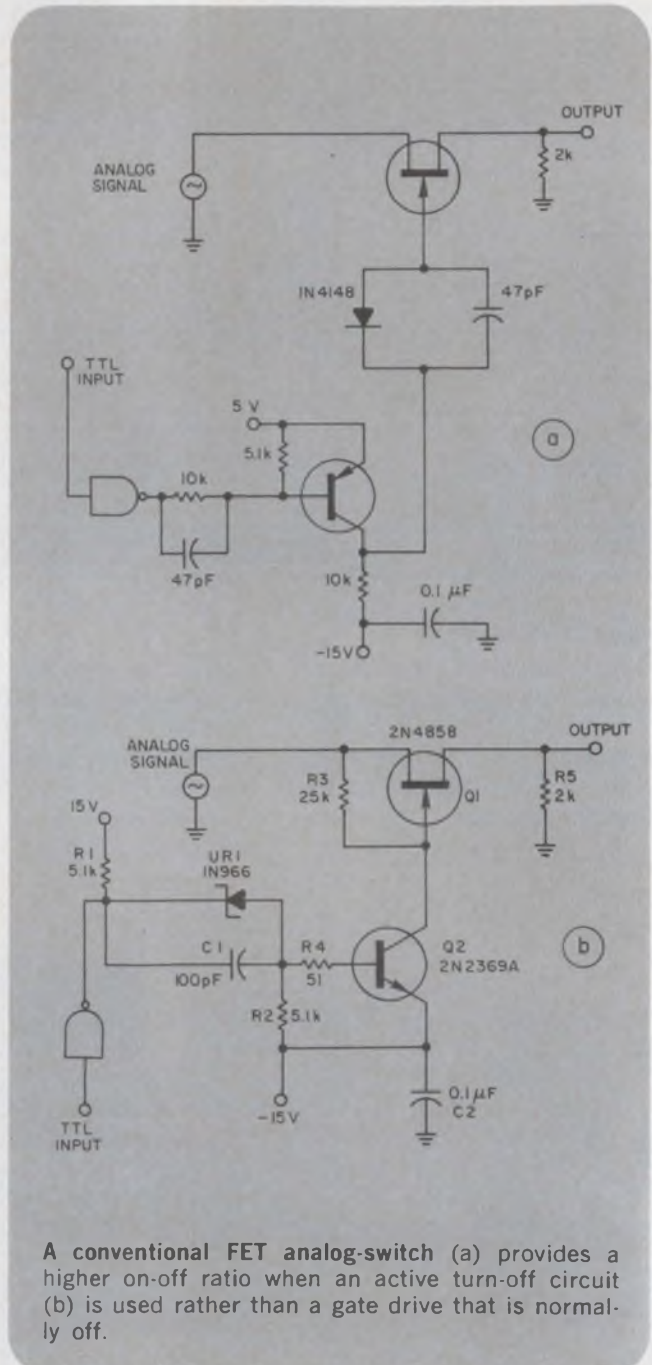 OUTPUT
2k
ANALOG
SIGNAL
1N4148
47pF
TTL
INPUT
5 V
5.1k
a
10k
47pF
10k
0.1 µF
-15V
2N4858
OUTPUT
ANALOG
SIGNAL
R3
25k
Q1
R5
2k
15V
R1
5.1k
UR1
1N966
C1
100pF
R4
51
Q2
2N2369A
b
R2
5.1k
-15V
0.1µF
C2
TTL
INPUT
A conventional FET analog-switch (a) provides a
higher on-off ratio when an active turn-off circuit
(b) is used rather than a gate drive that is normal-
ly off.